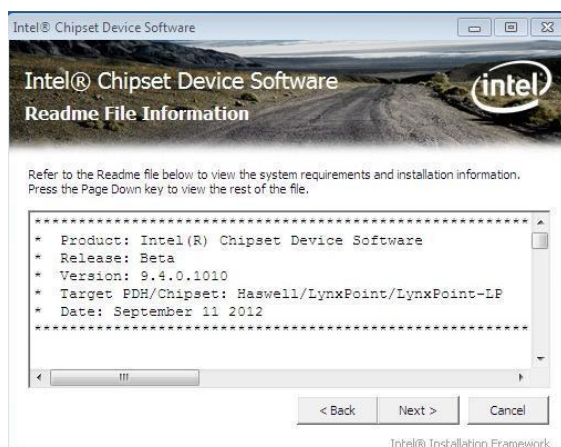 Intel® Chipset Device Software
Intel® Chipset Device Software
intel
Readme File Information
Refer to the Readme file below to view the system requirements and installation information.
Press the Page Down key to view the rest of the file.
************************************************************
* Product: Intel(R) Chipset Device Software
* Release: Beta
* Version: 9.4.0.1010
* Target PDH/Chipset: Haswell/LynxPoint/LynxPoint-LP
* Date: September 11 2012
************************************************************
< Back Next > Cancel
Intel® Installation Framework